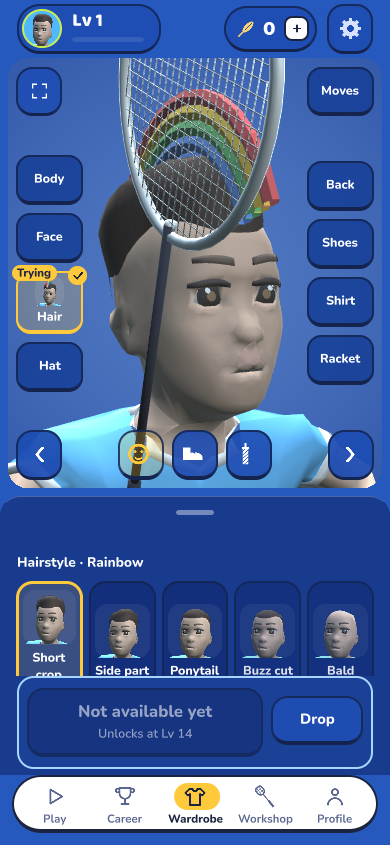 Lv 1
0
+
Moves
Body
Back
Face
Shoes
Trying
Hair
Shirt
Hat
Racket
Hairstyle · Rainbow
Short
crop
Side part
Ponytail
Buzz cut
Bald
Not available yet
Unlocks at Lv 14
Drop
Play
Career
Wardrobe
Workshop
Profile